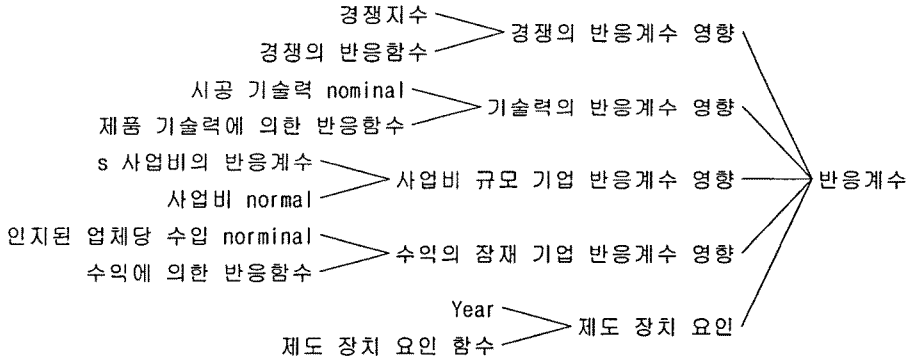 경쟁지수
경쟁의 반응함수
경쟁의 반응계수 영향
시공 기술력 nominal
제품 기술력에 의한 반응함수
기술력의 반응계수 영향
s 사업비의 반응계수
사업비 normal
사업비 규모 기업 반응계수 영향
반응계수
인지된 업체당 수입 norminal
수익에 의한 반응함수
수익의 잠재 기업 반응계수 영향
Year
제도 장치 요인 함수
제도 장치 요인